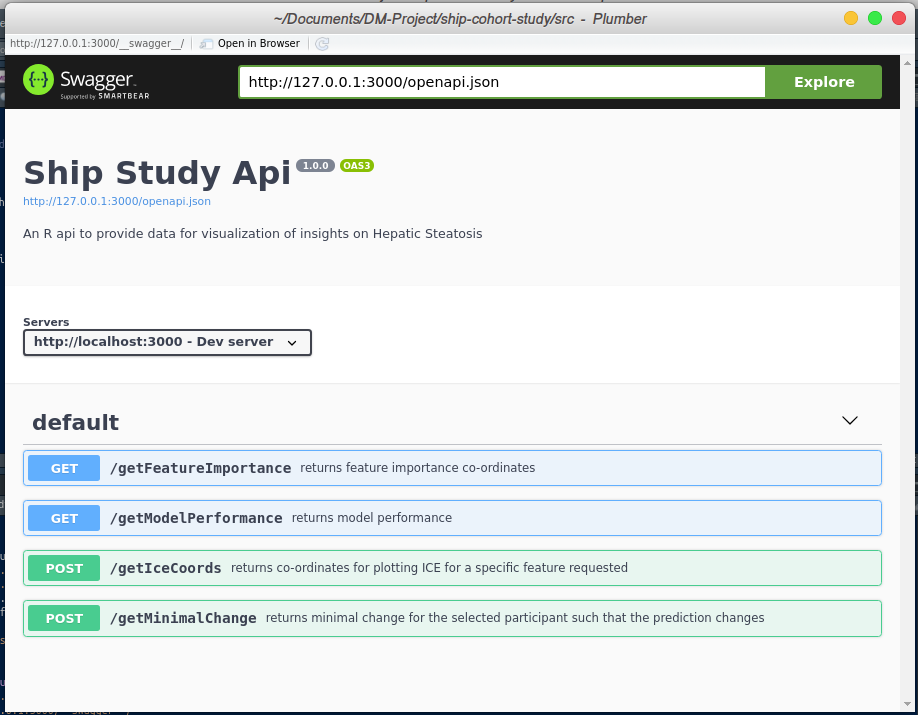 ~/Documents/DM-Project/ship-cohort-study/src - Plumber
http://127.0.0.1:3000/__swagger__/ Open in Browser
Swagger
Supported by SMARTBEAR
http://127.0.0.1:3000/openapi.json Explore
Ship Study Api 1.0.0 OAS3
http://127.0.0.1:3000/openapi.json
An R api to provide data for visualization of insights on Hepatic Steatosis
Servers
http://localhost:3000 - Dev server
default
GET /getFeatureImportance returns feature importance co-ordinates
GET /getModelPerformance returns model performance
POST /getIceCoords returns co-ordinates for plotting ICE for a specific feature requested
POST /getMinimalChange returns minimal change for the selected participant such that the prediction changes